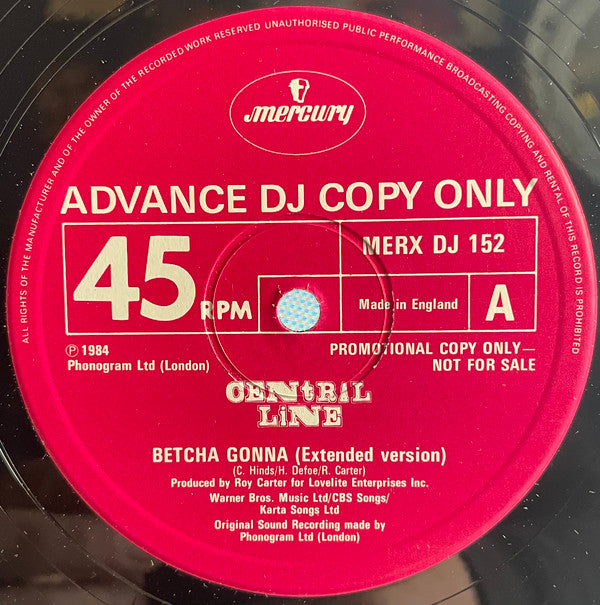 ALL RIGHTS OF THE MANUFACTURER AND OF THE OWNER OF THE RECORDED WORK RESERVED UNAUTHORISED PUBLIC PERFORMANCE BROADCASTING COPYING AND RENTAL OF THIS RECORD IS PROHIBITED
mercury
ADVANCE DJ COPY ONLY
45 RPM
MERX DJ 152
Made in England
A
℗ 1984
Phonogram Ltd (London)
PROMOTIONAL COPY ONLY—
NOT FOR SALE
CENtRAL
LiNE
BETCHA GONNA (Extended version)
(C. Hinds/H. Defoe/R. Carter)
Produced by Roy Carter for Lovelite Enterprises Inc.
Warner Bros. Music Ltd/CBS Songs/
Karta Songs Ltd
Original Sound Recording made by
Phonogram Ltd (London)